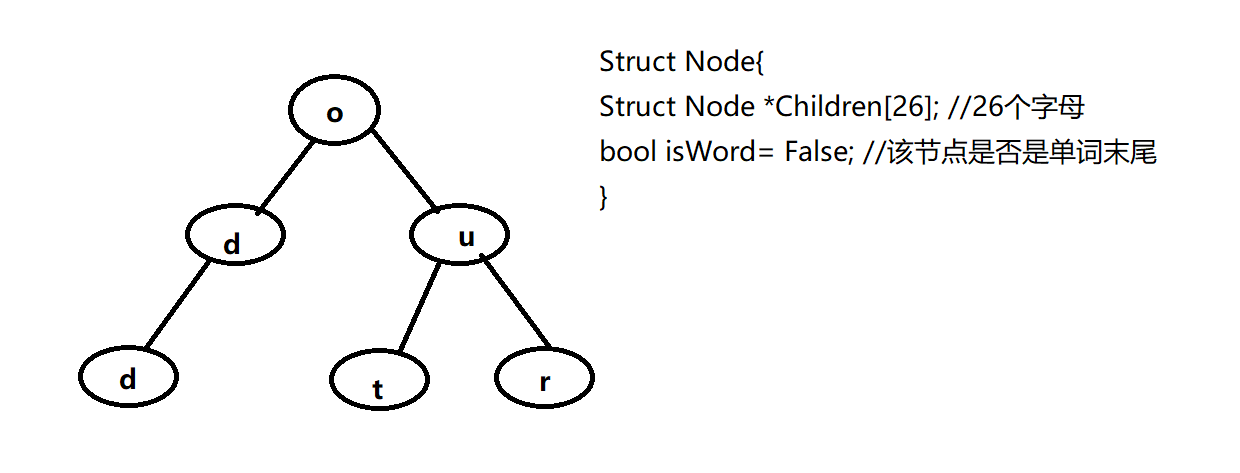 o
d
u
d
t
r
Struct Node{
Struct Node *Children[26]; //26个字母
bool isWord= False; //该节点是否是单词末尾
}